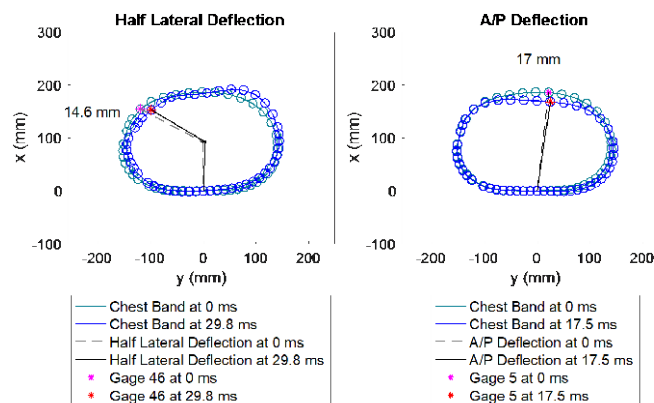 Half Lateral Deflection
300
200
14.6 mm
100
0
-100
x (mm)
-200 -100 0 100 200
y (mm)
Chest Band at 0 ms
Chest Band at 29.8 ms
Half Lateral Deflection at 0 ms
Half Lateral Deflection at 29.8 ms
Gage 46 at 0 ms
Gage 46 at 29.8 ms
A/P Deflection
300
17 mm
200
100
0
-100
x (mm)
-200 -100 0 100 200
y (mm)
Chest Band at 0 ms
Chest Band at 17.5 ms
A/P Deflection at 0 ms
A/P Deflection at 17.5 ms
Gage 5 at 0 ms
Gage 5 at 17.5 ms